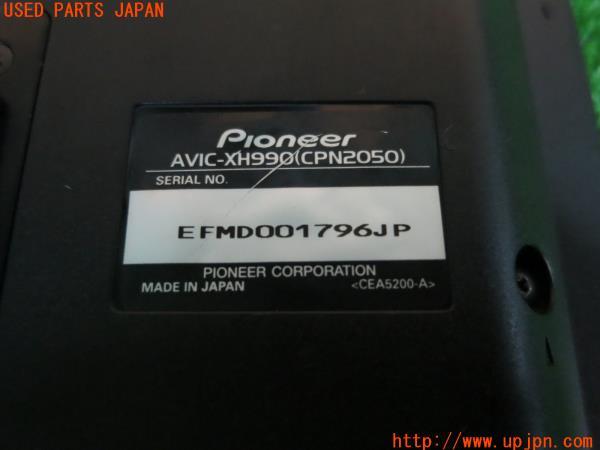 USED PARTS JAPAN
Pioneer
AVIC-XH990(CPN2050)
SERIAL NO.
EFMD001796JP
PIONEER CORPORATION
MADE IN JAPAN <CEA5200-A>
http://www.upjpn.com/